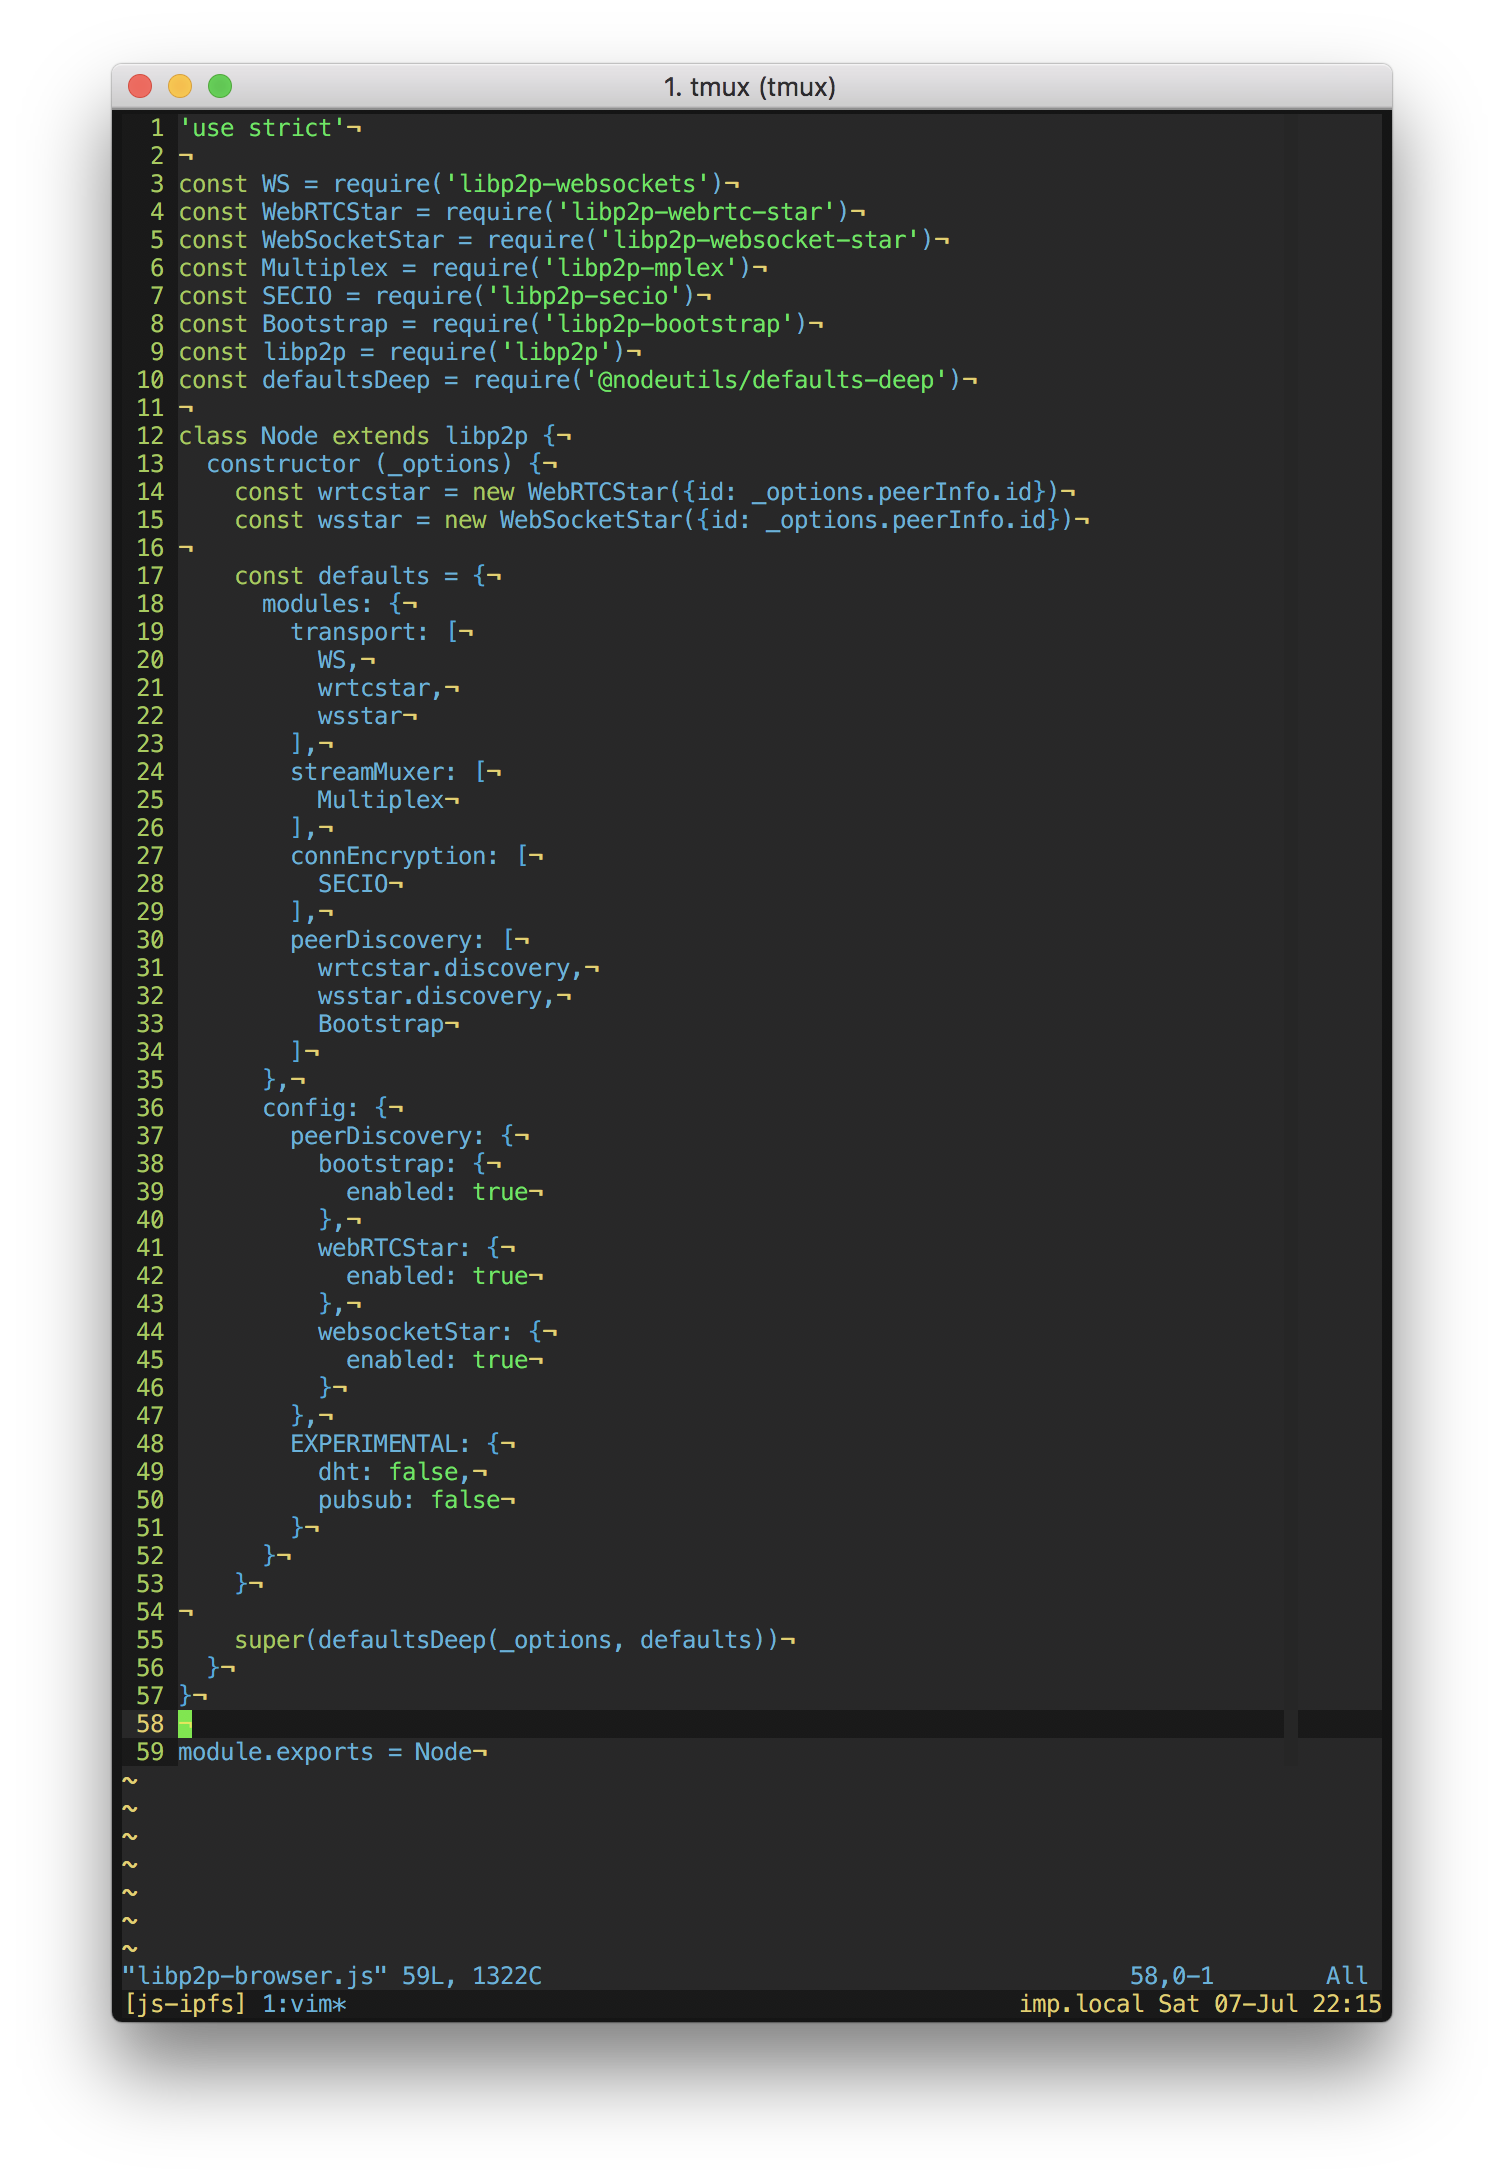 1. tmux (tmux)
1 'use strict'¬
2 ¬
3 const WS = require('libp2p-websockets')¬
4 const WebRTCStar = require('libp2p-webrtc-star')¬
5 const WebSocketStar = require('libp2p-websocket-star')¬
6 const Multiplex = require('libp2p-mplex')¬
7 const SECIO = require('libp2p-secio')¬
8 const Bootstrap = require('libp2p-bootstrap')¬
9 const libp2p = require('libp2p')¬
10 const defaultsDeep = require('@nodeutils/defaults-deep')¬
11 ¬
12 class Node extends libp2p {¬
13   constructor (_options) {¬
14     const wrtcstar = new WebRTCStar({id: _options.peerInfo.id})¬
15     const wsstar = new WebSocketStar({id: _options.peerInfo.id})¬
16 ¬
17     const defaults = {¬
18       modules: {¬
19         transport: [¬
20           WS,¬
21           wrtcstar,¬
22           wsstar¬
23         ],¬
24         streamMuxer: [¬
25           Multiplex¬
26         ],¬
27         connEncryption: [¬
28           SECIO¬
29         ],¬
30         peerDiscovery: [¬
31           wrtcstar.discovery,¬
32           wsstar.discovery,¬
33           Bootstrap¬
34         ]¬
35       },¬
36       config: {¬
37         peerDiscovery: {¬
38           bootstrap: {¬
39             enabled: true¬
40           },¬
41           webRTCStar: {¬
42             enabled: true¬
43           },¬
44           websocketStar: {¬
45             enabled: true¬
46           }¬
47         },¬
48         EXPERIMENTAL: {¬
49           dht: false,¬
50           pubsub: false¬
51         }¬
52       }¬
53     }¬
54 ¬
55     super(defaultsDeep(_options, defaults))¬
56   }¬
57 }¬
58 ¬
59 module.exports = Node¬
~
~
~
~
~
~
~
"libp2p-browser.js" 59L, 1322C 58,0-1 All
[js-ipfs] 1:vim* imp.local Sat 07-Jul 22:15